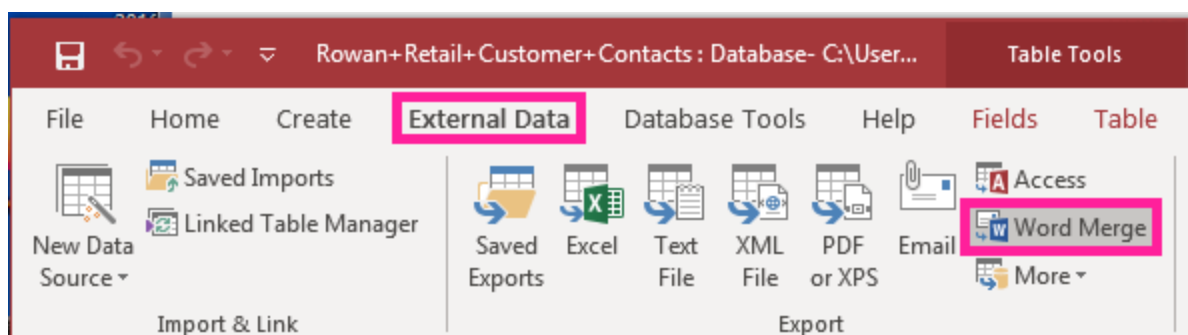 Rowan+Retail+Customer+Contacts : Database- C:\User...
Table Tools
File Home Create External Data Database Tools Help Fields Table
Saved Imports
Linked Table Manager
New Data
Source
Saved
Exports
Excel
Text
File
XML
File
PDF
or XPS
Email
Access
Word Merge
More
Import & Link
Export